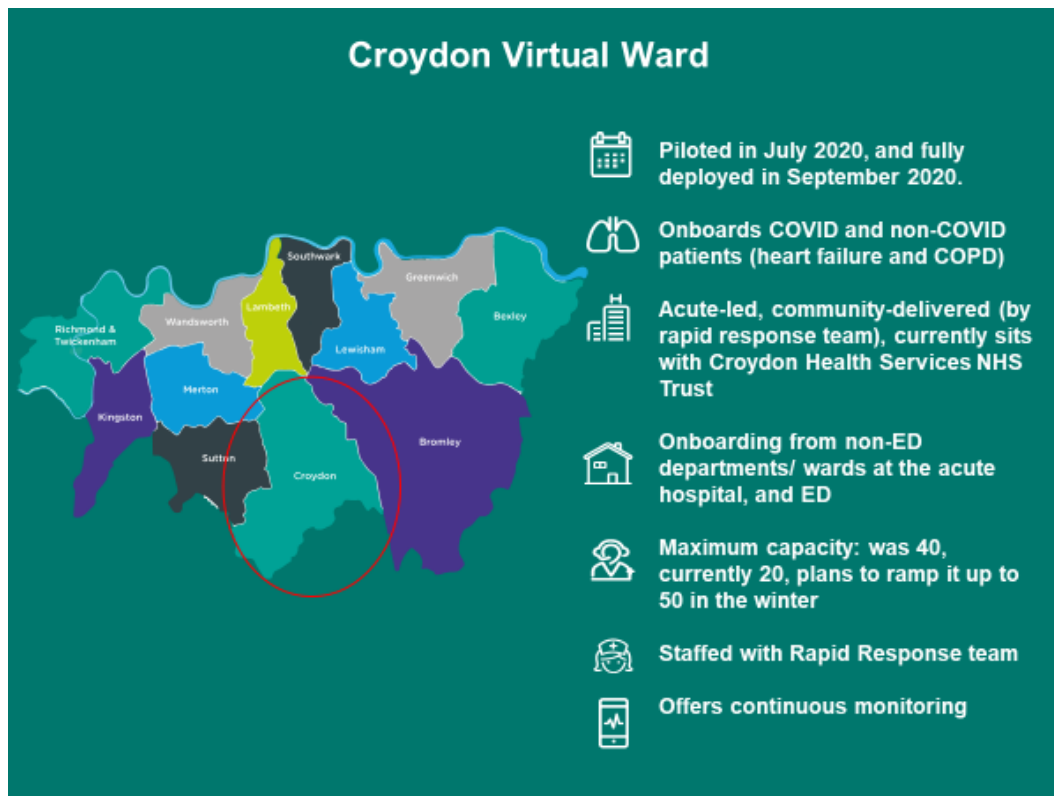 Croydon Virtual Ward
Piloted in July 2020, and fully
deployed in September 2020.
Onboards COVID and non-COVID
patients (heart failure and COPD)
Acute-led, community-delivered (by
rapid response team), currently sits
with Croydon Health Services NHS
Trust
Onboarding from non-ED
departments/ wards at the acute
hospital, and ED
Maximum capacity: was 40,
currently 20, plans to ramp it up to
50 in the winter
Staffed with Rapid Response team
Offers continuous monitoring
Southwark
Greenwich
Lambeth
Wandsworth
Bexley
Richmond &
Twickenham
Lewisham
Merton
Kingston
Bromley
Sutton
Croydon